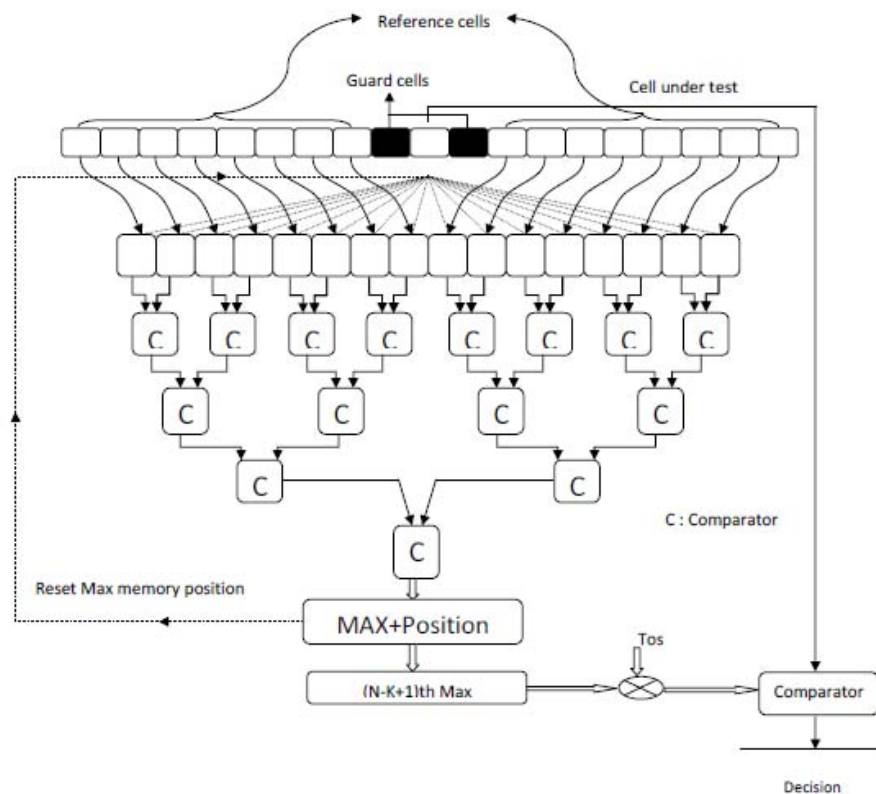 Reference cells
Guard cells
Cell under test
C C C C C C C C
C C C C
C C
C : Comparator
C
Reset Max memory position
MAX+Position
Tos
(N-K+1)th Max
Comparator
Decision